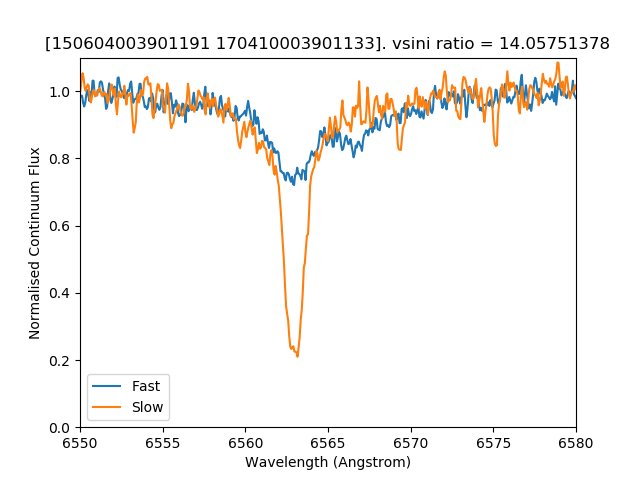 [150604003901191 170410003901133]. vsini ratio = 14.05751378
Normalised Continuum Flux
1.0
0.8
0.6
0.4
0.2
0.0
Fast
Slow
6550 6555 6560 6565 6570 6575 6580
Wavelength (Angstrom)